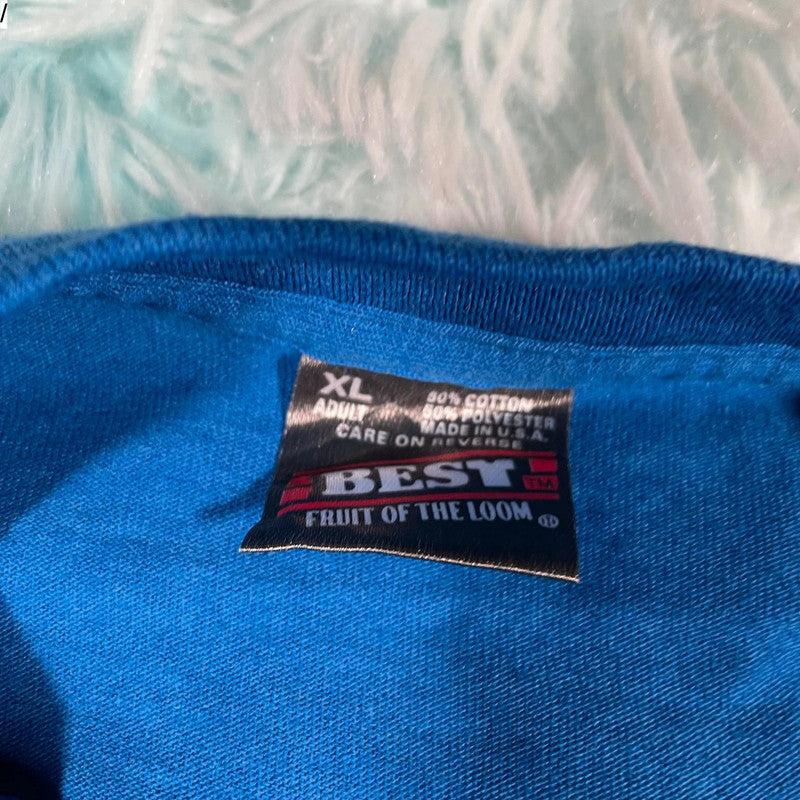 /
XL
ADULT
50% COTTON
50% POLYESTER
MADE IN U.S.A.
CARE ON REVERSE
BEST TM
FRUIT OF THE LOOM ®